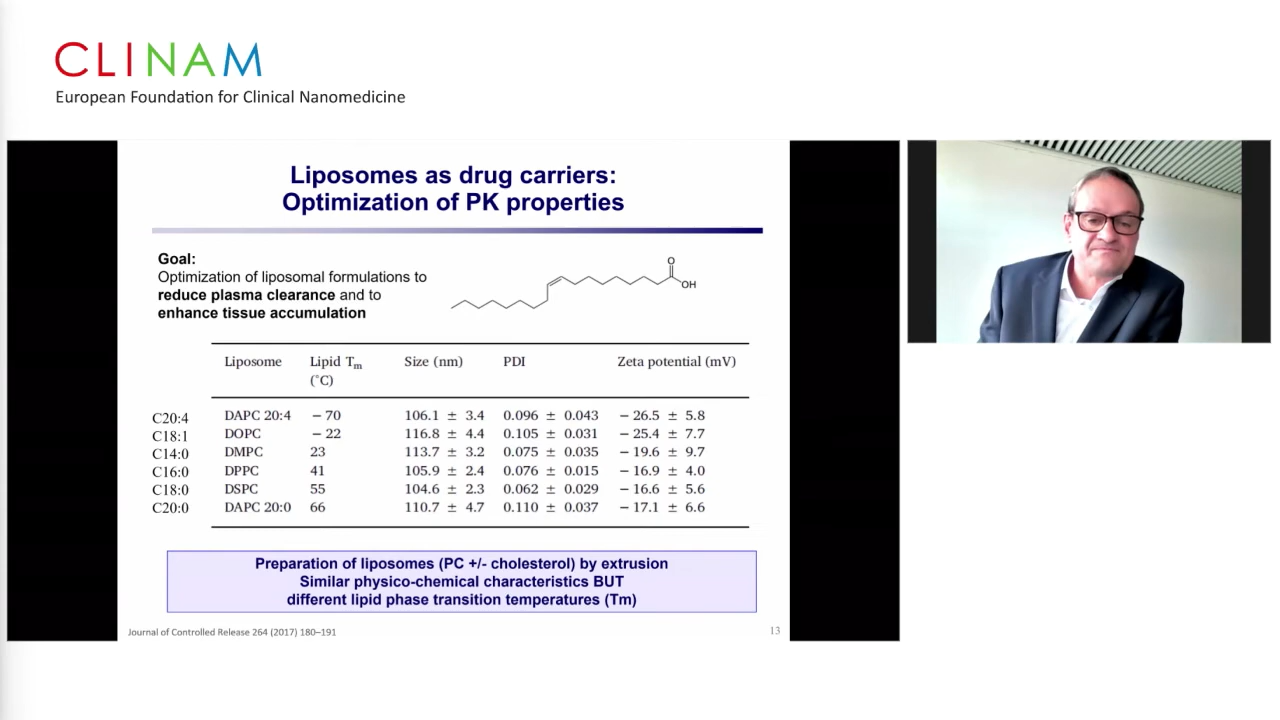 CLINAM
European Foundation for Clinical Nanomedicine
Liposomes as drug carriers:
Optimization of PK properties
Goal:
Optimization of liposomal formulations to
reduce plasma clearance and to
enhance tissue accumulation
O
OH
Liposome Lipid Tm (°C) Size (nm) PDI Zeta potential (mV)
C20:4 DAPC 20:4 − 70 106.1 ± 3.4 0.096 ± 0.043 − 26.5 ± 5.8
C18:1 DOPC − 22 116.8 ± 4.4 0.105 ± 0.031 − 25.4 ± 7.7
C14:0 DMPC 23 113.7 ± 3.2 0.075 ± 0.035 − 19.6 ± 9.7
C16:0 DPPC 41 105.9 ± 2.4 0.076 ± 0.015 − 16.9 ± 4.0
C18:0 DSPC 55 104.6 ± 2.3 0.062 ± 0.029 − 16.6 ± 5.6
C20:0 DAPC 20:0 66 110.7 ± 4.7 0.110 ± 0.037 − 17.1 ± 6.6
Preparation of liposomes (PC +/- cholesterol) by extrusion
Similar physico-chemical characteristics BUT
different lipid phase transition temperatures (Tm)
Journal of Controlled Release 264 (2017) 180–191
13